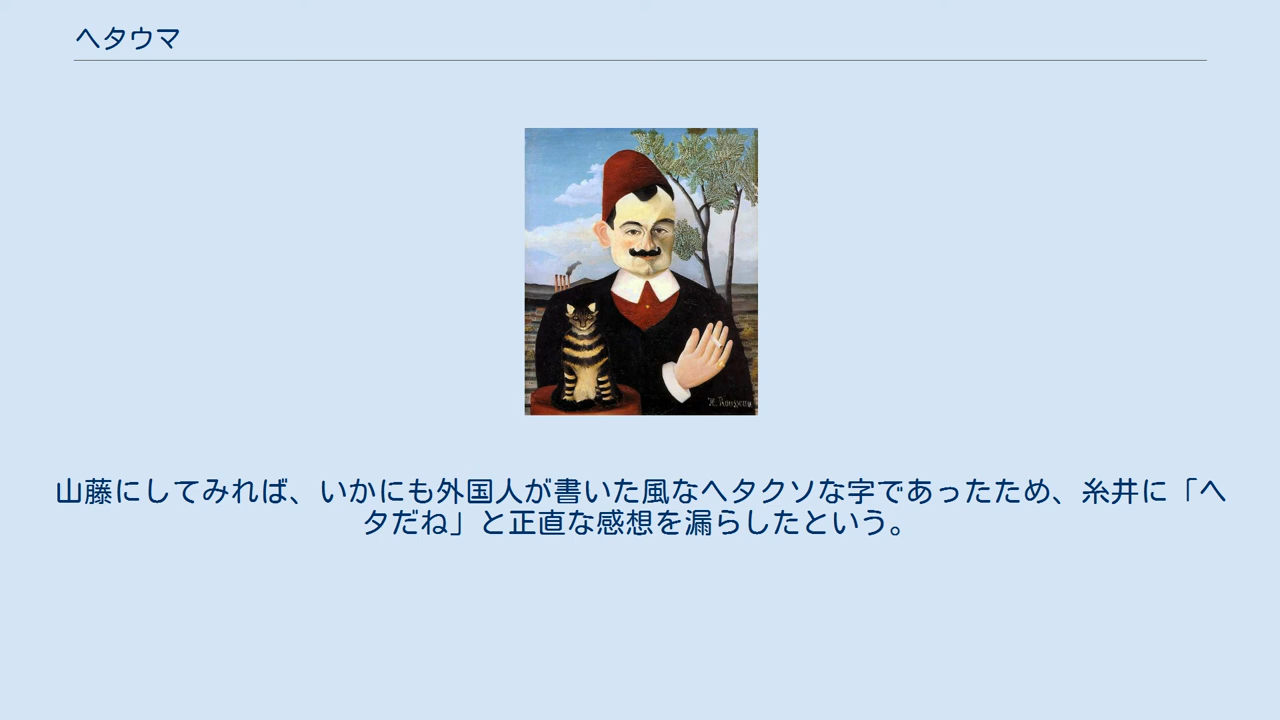 ヘタウマ
H. Rousseau
山藤にしてみれば、いかにも外国人が書いた風なヘタクソな字であったため、糸井に「ヘ
タだね」と正直な感想を漏らしたという。